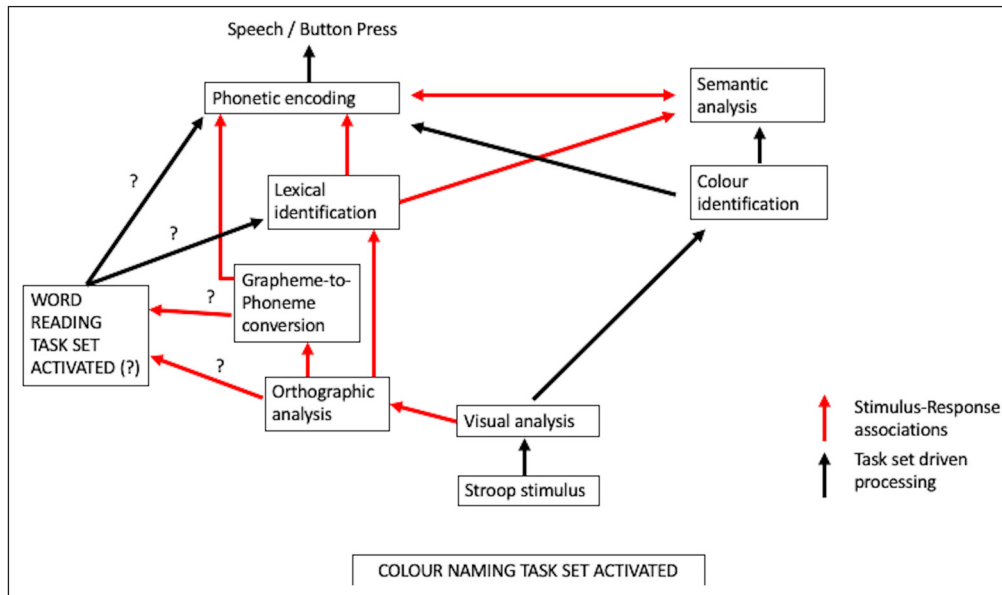 Speech / Button Press
Phonetic encoding
Semantic
analysis
?
Lexical
identification
Colour
identification
?
Grapheme-to-
Phoneme
conversion
?
WORD
READING
TASK SET
ACTIVATED (?)
?
Orthographic
analysis
Visual analysis
Stroop stimulus
Stimulus-Response
associations
Task set driven
processing
COLOUR NAMING TASK SET ACTIVATED